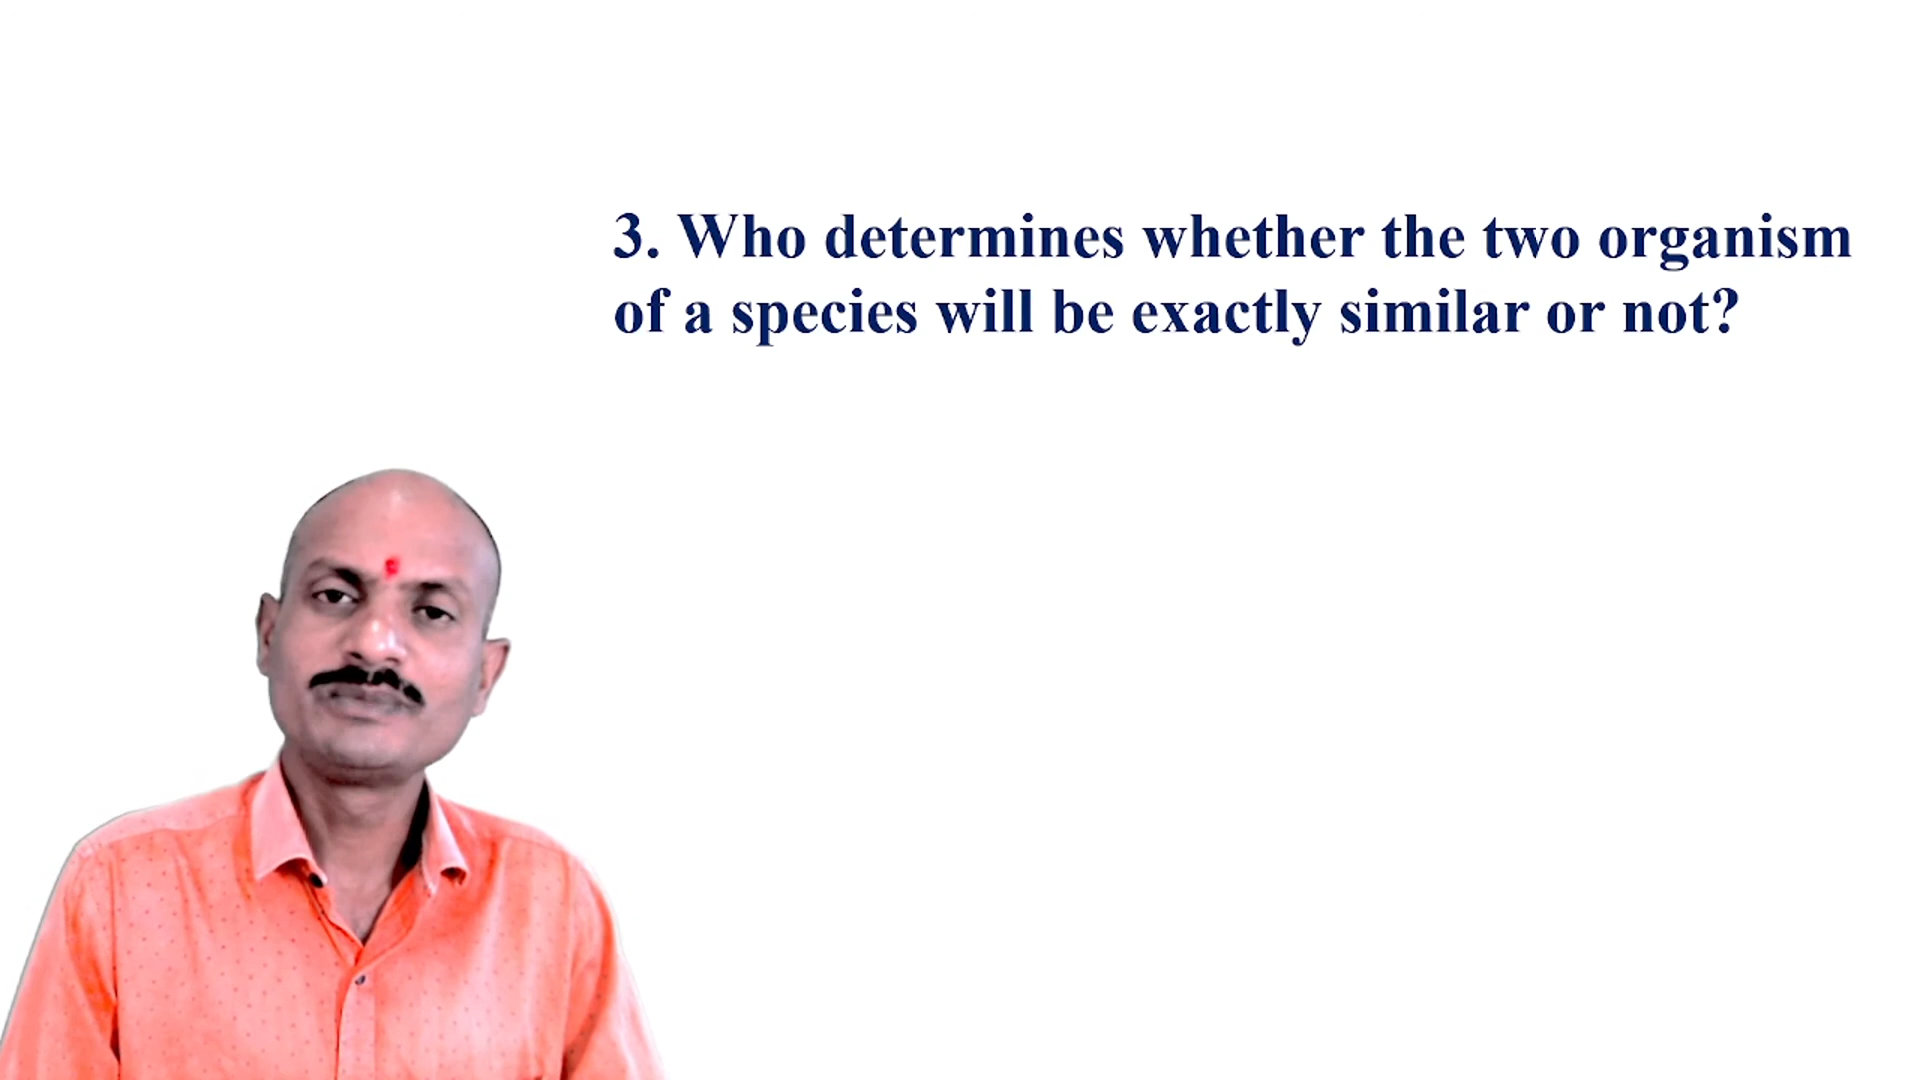 3. Who determines whether the two organism
of a species will be exactly similar or not?